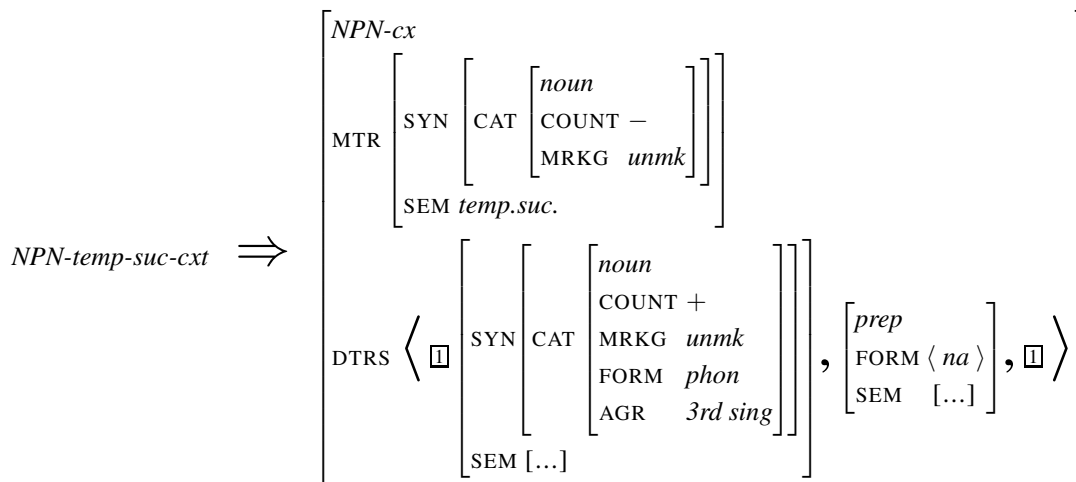 NPN-cx
SYN [CAT [noun
COUNT −
MRKG unmk]]
MTR
SEM temp.suc.
NPN-temp-suc-cxt ⇒
noun
COUNT +
SYN [CAT MRKG unmk
FORM phon
AGR 3rd sing
SEM […]
DTRS ⟨ 1 , [prep
FORM ⟨ na ⟩
SEM […]] , 1 ⟩